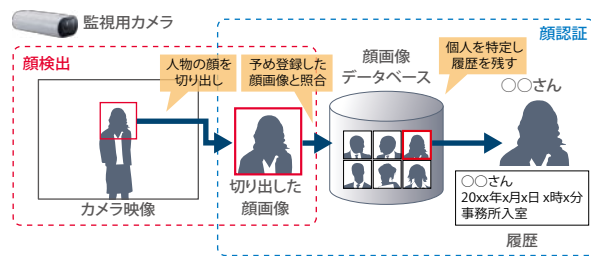 監視用カメラ
顔検出
人物の顔を
切り出し
予め登録した
顔画像と照合
顔画像
データベース
個人を特定し
履歴を残す
顔認証
○○さん
カメラ映像
切り出した
顔画像
○○さん
20xx年x月x日 x時x分
事務所入室
履歴